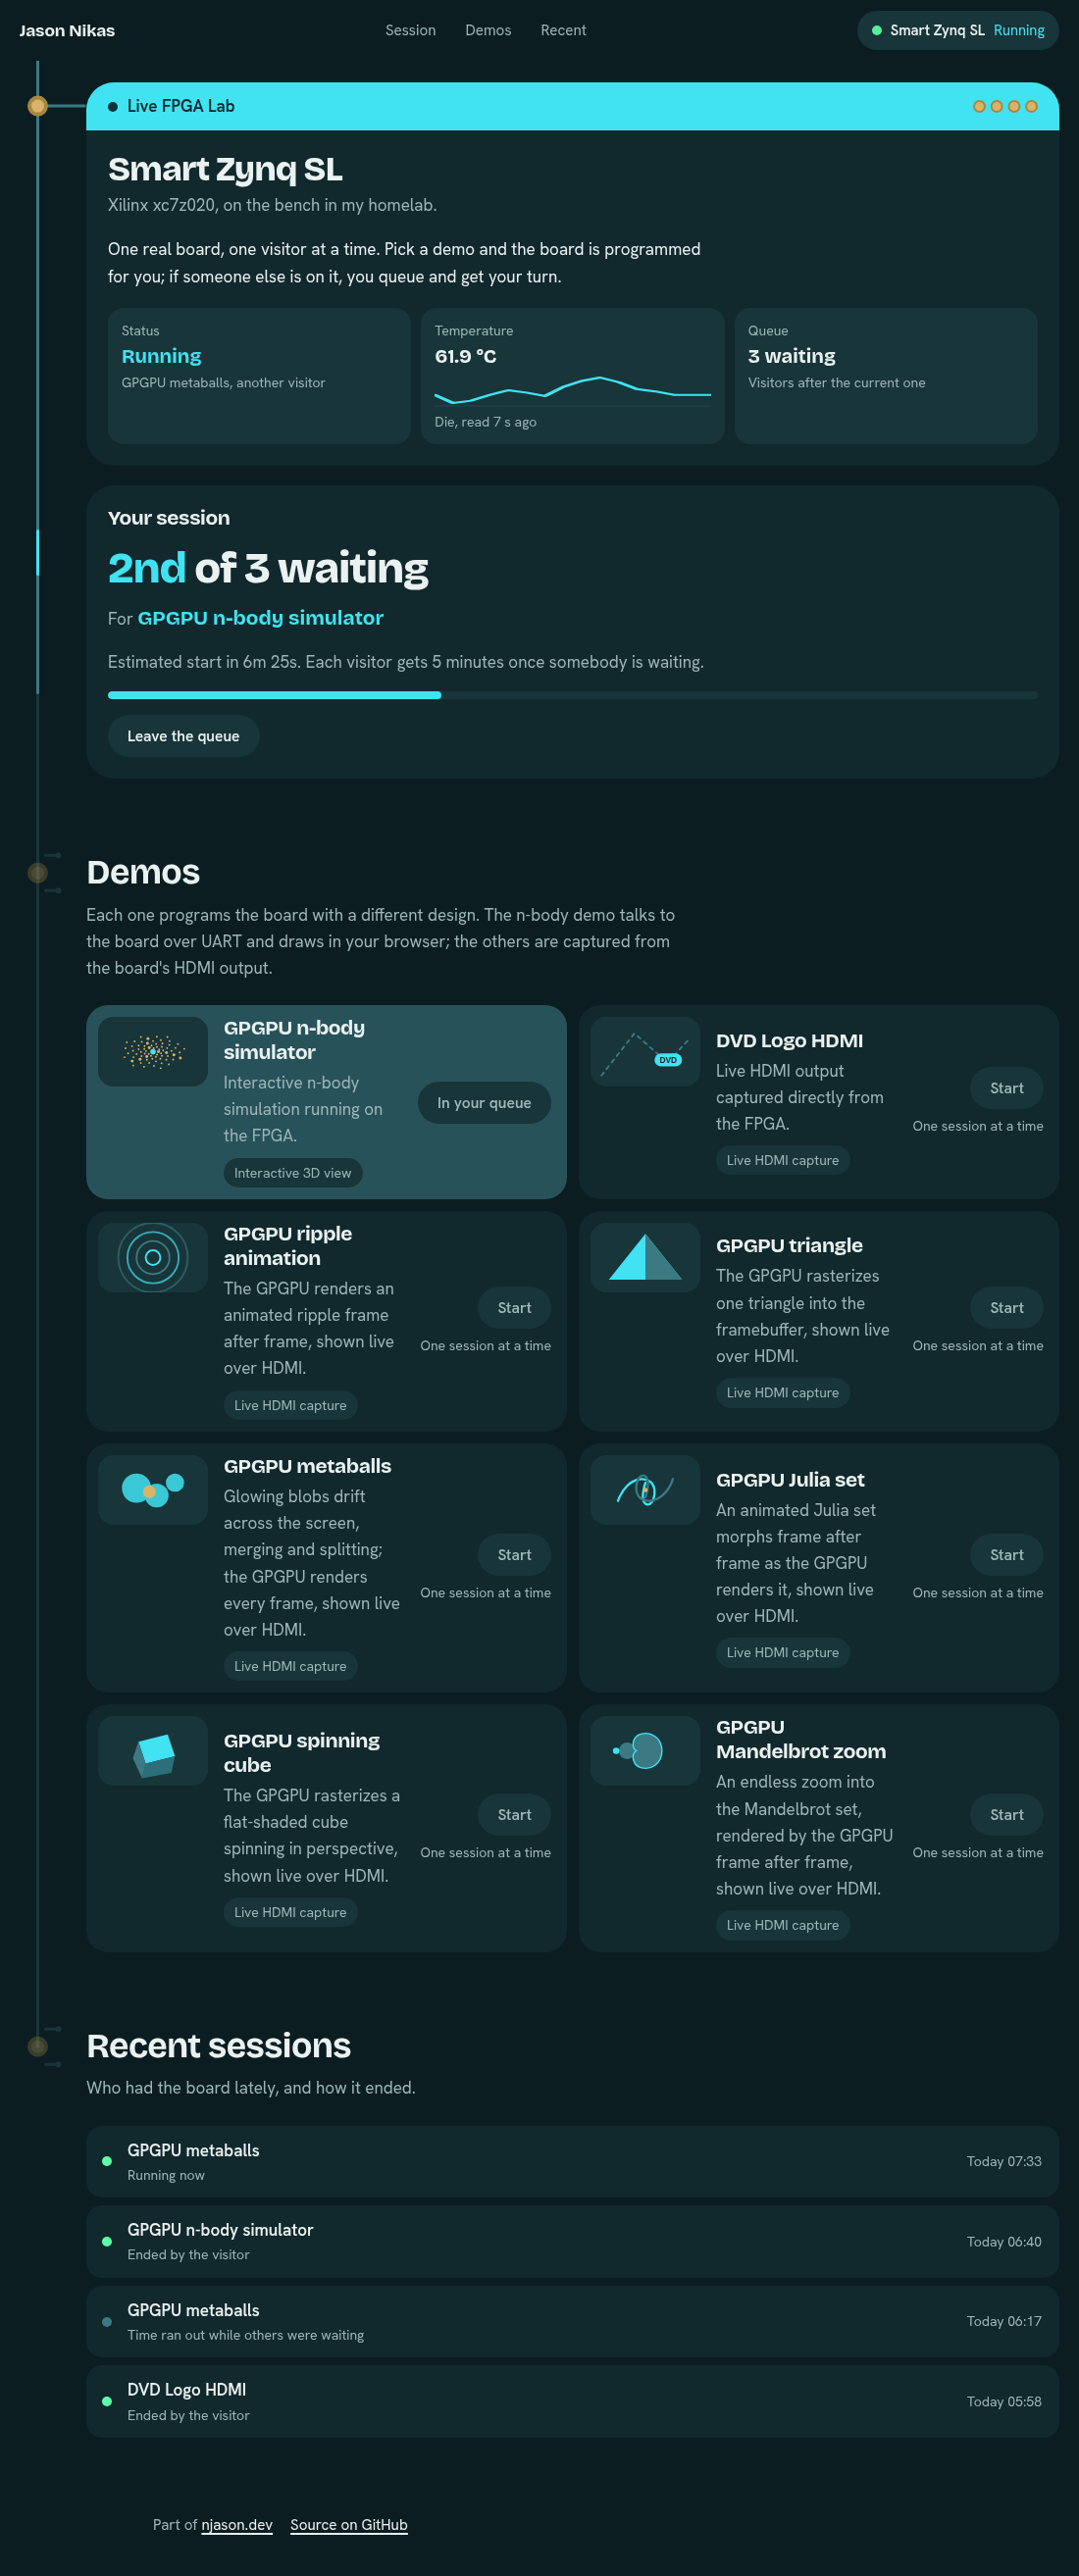 Jason Nikas
Session
Demos
Recent
Smart Zynq SL Running
Live FPGA Lab
Smart Zynq SL
Xilinx xc7z020, on the bench in my homelab.
One real board, one visitor at a time. Pick a demo and the board is programmed
for you; if someone else is on it, you queue and get your turn.
Status
Running
GPGPU metaballs, another visitor
Temperature
61.9 °C
Die, read 7 s ago
Queue
3 waiting
Visitors after the current one
Your session
2nd of 3 waiting
For GPGPU n-body simulator
Estimated start in 6m 25s. Each visitor gets 5 minutes once somebody is waiting.
Leave the queue
Demos
Each one programs the board with a different design. The n-body demo talks to
the board over UART and draws in your browser; the others are captured from
the board's HDMI output.
GPGPU n-body
simulator
Interactive n-body
simulation running on
the FPGA.
Interactive 3D view
In your queue
DVD
DVD Logo HDMI
Live HDMI output
captured directly from
the FPGA.
Live HDMI capture
Start
One session at a time
GPGPU ripple
animation
The GPGPU renders an
animated ripple frame
after frame, shown live
over HDMI.
Live HDMI capture
Start
One session at a time
GPGPU triangle
The GPGPU rasterizes
one triangle into the
framebuffer, shown live
over HDMI.
Live HDMI capture
Start
One session at a time
GPGPU metaballs
Glowing blobs drift
across the screen,
merging and splitting;
the GPGPU renders
every frame, shown live
over HDMI.
Live HDMI capture
Start
One session at a time
GPGPU Julia set
An animated Julia set
morphs frame after
frame as the GPGPU
renders it, shown live
over HDMI.
Live HDMI capture
Start
One session at a time
GPGPU spinning
cube
The GPGPU rasterizes a
flat-shaded cube
spinning in perspective,
shown live over HDMI.
Live HDMI capture
Start
One session at a time
GPGPU
Mandelbrot zoom
An endless zoom into
the Mandelbrot set,
rendered by the GPGPU
frame after frame,
shown live over HDMI.
Live HDMI capture
Start
One session at a time
Recent sessions
Who had the board lately, and how it ended.
GPGPU metaballs
Running now
Today 07:33
GPGPU n-body simulator
Ended by the visitor
Today 06:40
GPGPU metaballs
Time ran out while others were waiting
Today 06:17
DVD Logo HDMI
Ended by the visitor
Today 05:58
Part of njason.dev
Source on GitHub